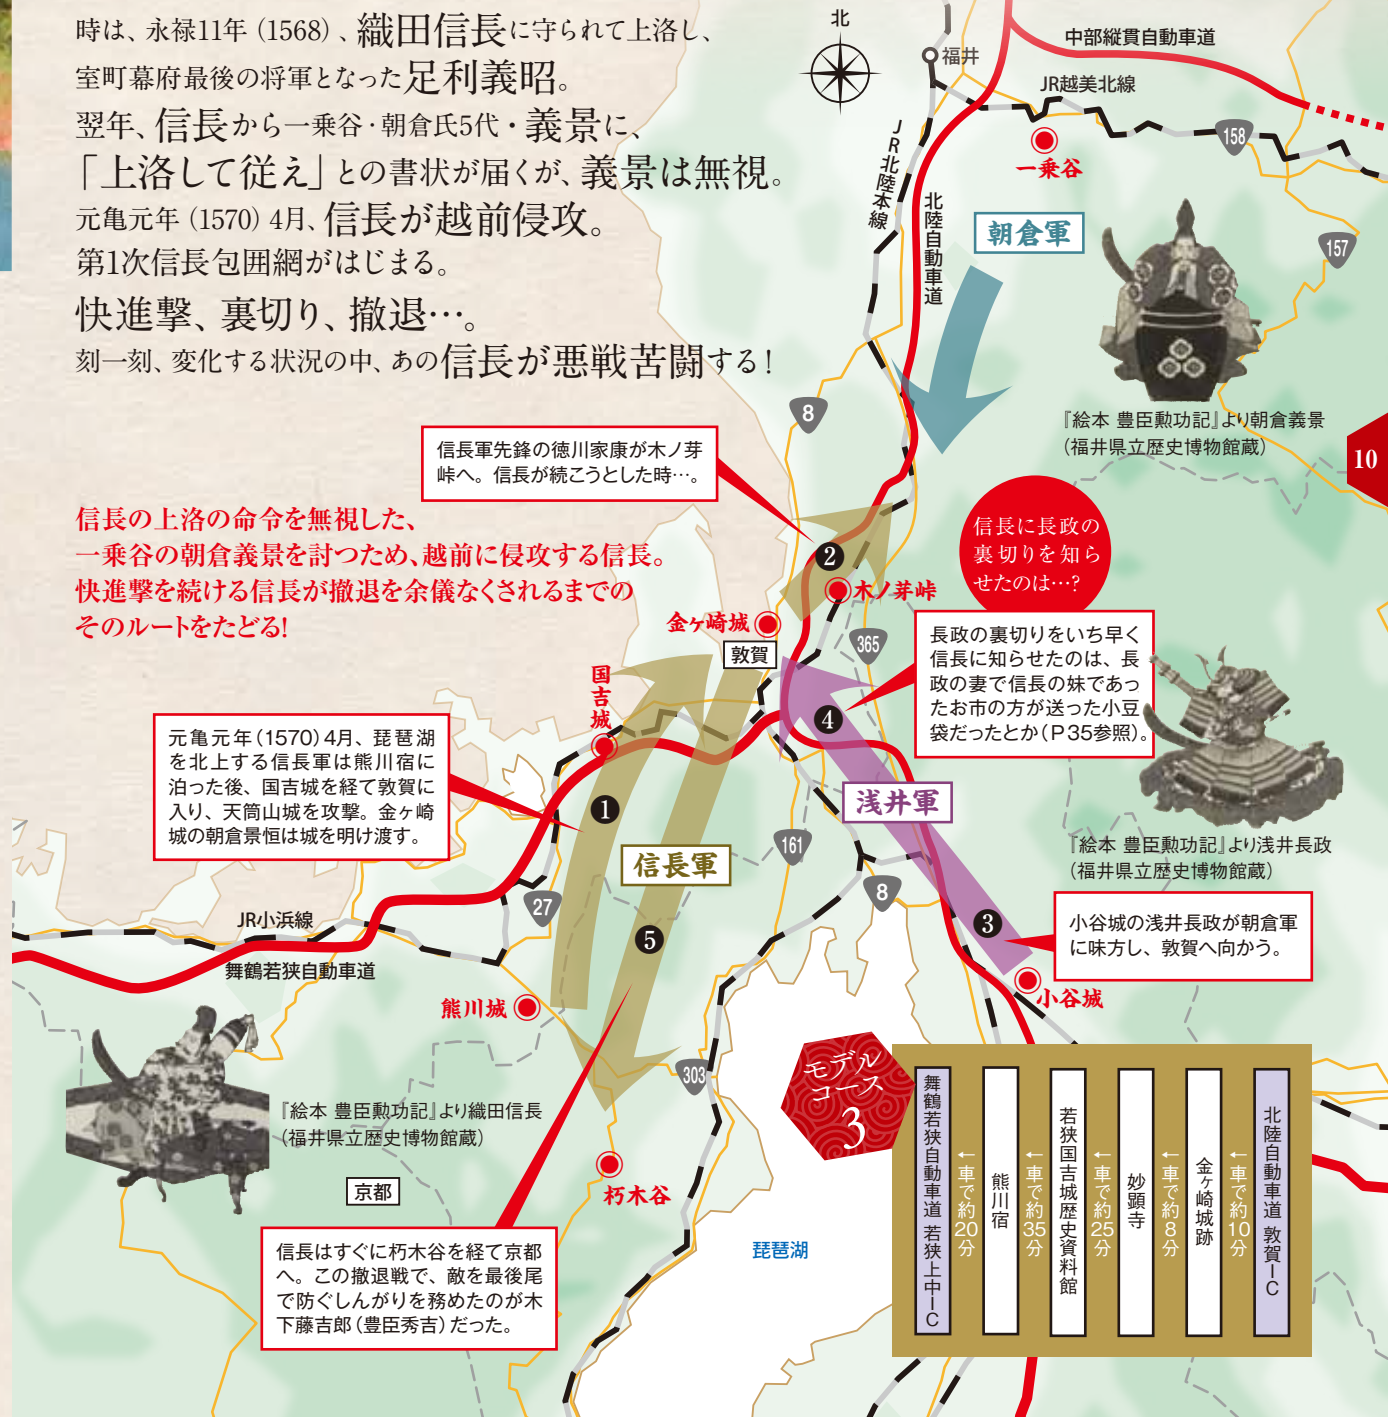 時は、永禄11年（1568）、織田信長に守られて上洛し、
室町幕府最後の将軍となった足利義昭。
翌年、信長から一乗谷・朝倉氏5代・義景に、
「上洛して従え」との書状が届くが、義景は無視。
元亀元年（1570）4月、信長が越前侵攻。
第1次信長包囲網がはじまる。
快進撃、裏切り、撤退…。
刻一刻、変化する状況の中、あの信長が悪戦苦闘する！
北
福井
中部縦貫自動車道
JR越美北線
158
一乗谷
JR北陸本線
北陸自動車道
朝倉軍
157
『絵本 豊臣勲功記』より朝倉義景
（福井県立歴史博物館蔵）
10
8
信長軍先鋒の徳川家康が木ノ芽
峠へ。信長が続こうとした時…。
信長の上洛の命令を無視した、
一乗谷の朝倉義景を討つため、越前に侵攻する信長。
快進撃を続ける信長が撤退を余儀なくされるまでの
そのルートをたどる！
信長に長政の
裏切りを知ら
せたのは…？
❷
木ノ芽峠
金ヶ崎城
敦賀
365
長政の裏切りをいち早く
信長に知らせたのは、長
政の妻で信長の妹であっ
たお市の方が送った小豆
袋だったとか（P35参照）。
国吉城
❹
元亀元年（1570）4月、琵琶湖
を北上する信長軍は熊川宿に
泊った後、国吉城を経て敦賀に
入り、天筒山城を攻撃。金ヶ崎
城の朝倉景恒は城を明け渡す。
❶
浅井軍
161
『絵本 豊臣勲功記』より浅井長政
（福井県立歴史博物館蔵）
信長軍
8
27
❸
小谷城の浅井長政が朝倉軍
に味方し、敦賀へ向かう。
JR小浜線
❺
舞鶴若狭自動車道
小谷城
熊川城
303
『絵本 豊臣勲功記』より織田信長
（福井県立歴史博物館蔵）
京都
朽木谷
信長はすぐに朽木谷を経て京都
へ。この撤退戦で、敵を最後尾
で防ぐしんがりを務めたのが木
下藤吉郎（豊臣秀吉）だった。
琵琶湖
モデル
コース
3
北陸自動車道 敦賀IC
←車で約10分
金ヶ崎城跡
←車で約8分
妙顕寺
←車で約25分
若狭国吉城歴史資料館
←車で約35分
熊川宿
←車で約20分
舞鶴若狭自動車道 若狭上中IC